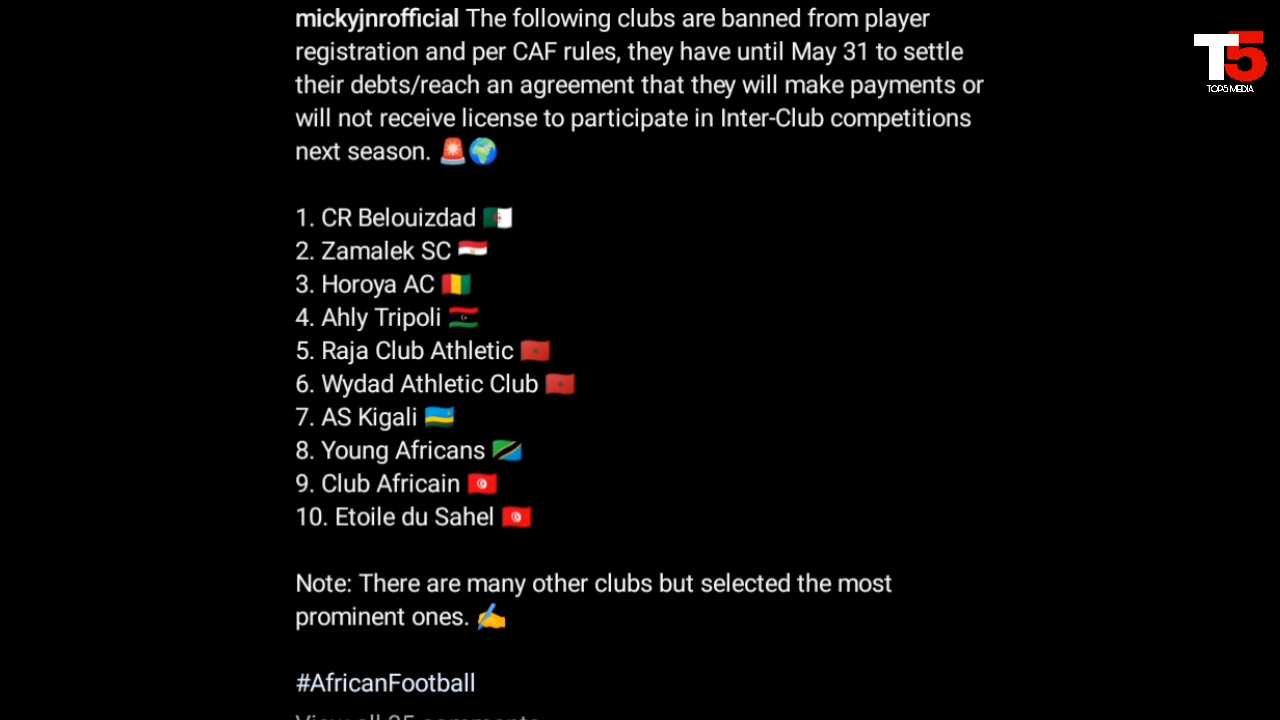 mickyjnrofficial The following clubs are banned from player
registration and per CAF rules, they have until May 31 to settle
their debts/reach an agreement that they will make payments or
will not receive license to participate in Inter-Club competitions
next season. 🚨🌍
1. CR Belouizdad 🇩🇿
2. Zamalek SC 🇪🇬
3. Horoya AC 🇬🇳
4. Ahly Tripoli 🇱🇾
5. Raja Club Athletic 🇲🇦
6. Wydad Athletic Club 🇲🇦
7. AS Kigali 🇷🇼
8. Young Africans 🇹🇿
9. Club Africain 🇹🇳
10. Etoile du Sahel 🇹🇳
Note: There are many other clubs but selected the most
prominent ones. ✍️
#AfricanFootball
View all 25 comments
T5
TOP5 MEDIA